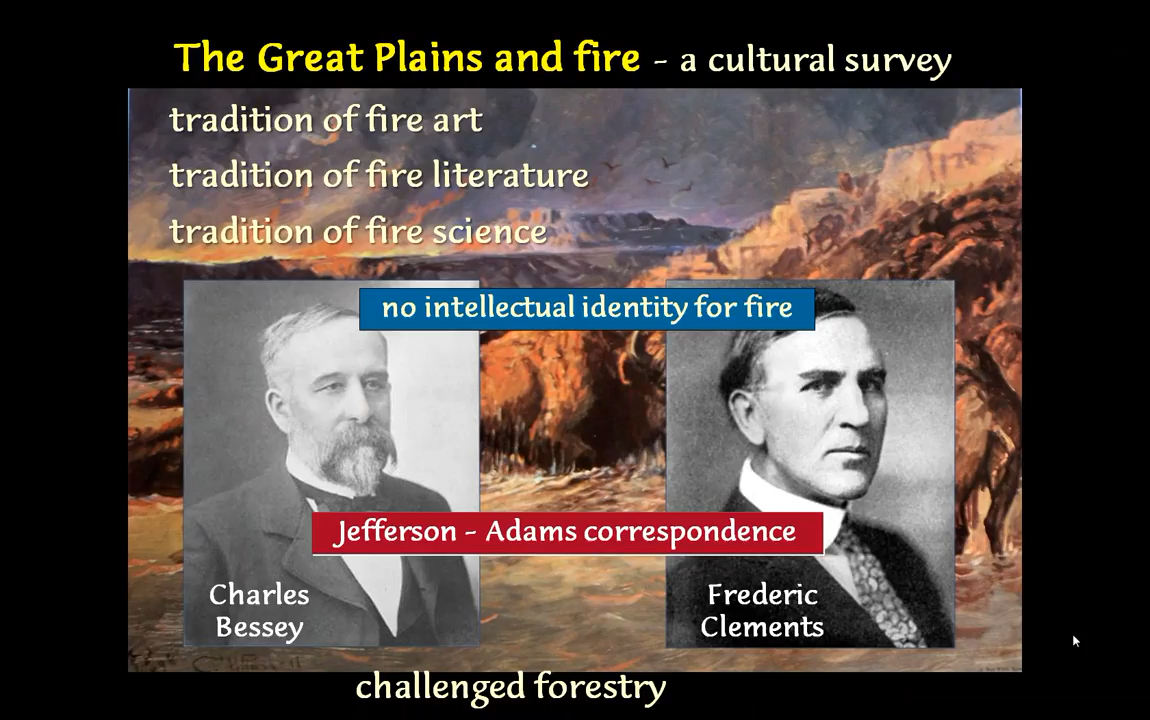 The Great Plains and fire - a cultural survey
tradition of fire art
tradition of fire literature
tradition of fire science
no intellectual identity for fire
Jefferson - Adams correspondence
Charles
Bessey
Frederic
Clements
challenged forestry